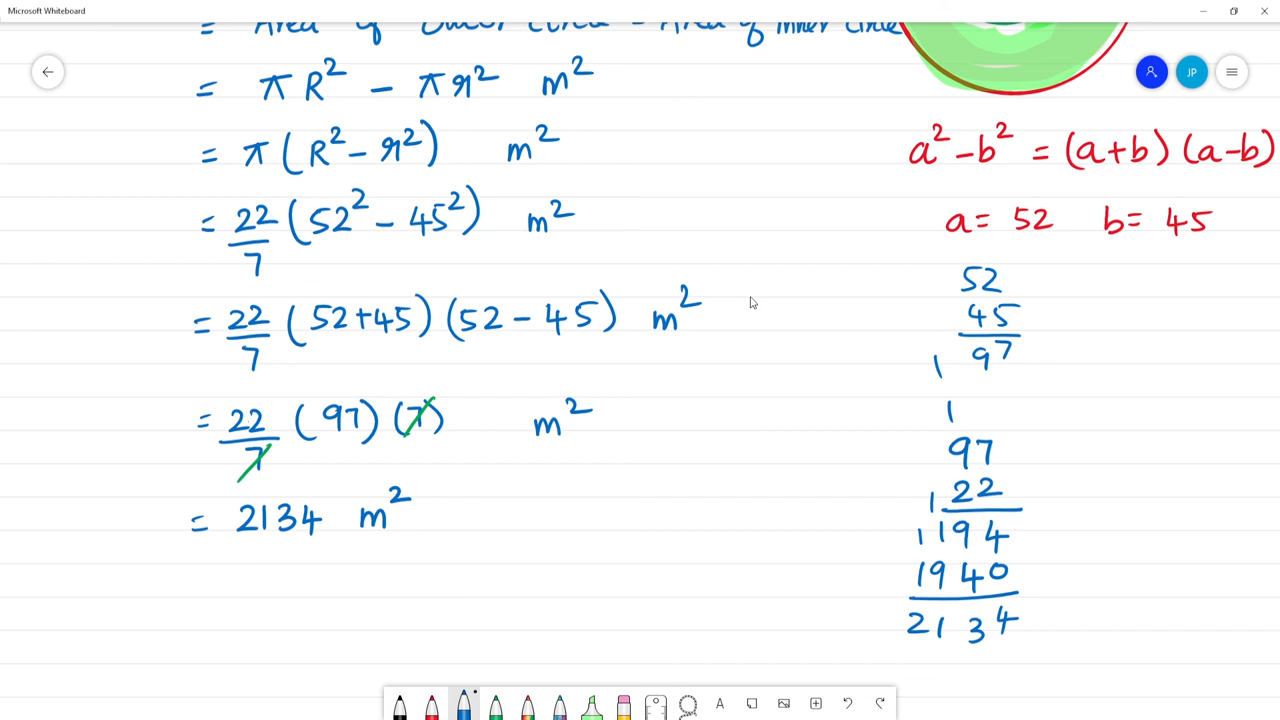 Microsoft Whiteboard
= Area of Outer Circle - Area of inner Circle
= πR² - πr² m²
JP
= π(R² - r²) m²
a² - b² = (a+b) (a-b)
= 22/7 (52² - 45²) m²
a = 52 b = 45
= 22/7 (52+45) (52-45) m²
= 22/7 (97) (7) m²
= 2134 m²
52
45
97
1
1
97
1 22
1 194
1940
2134
A